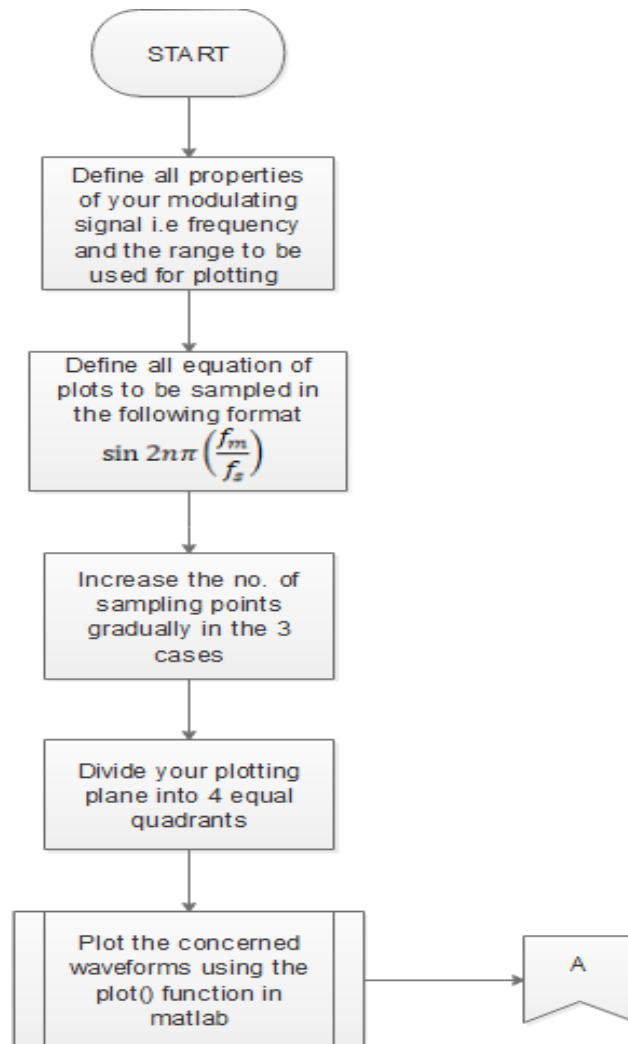 START
Define all properties
of your modulating
signal i.e frequency
and the range to be
used for plotting
Define all equation of
plots to be sampled in
the following format
sin 2nπ(f_m/f_s)
Increase the no. of
sampling points
gradually in the 3
cases
Divide your plotting
plane into 4 equal
quadrants
Plot the concerned
waveforms using the
plot() function in
matlab
A